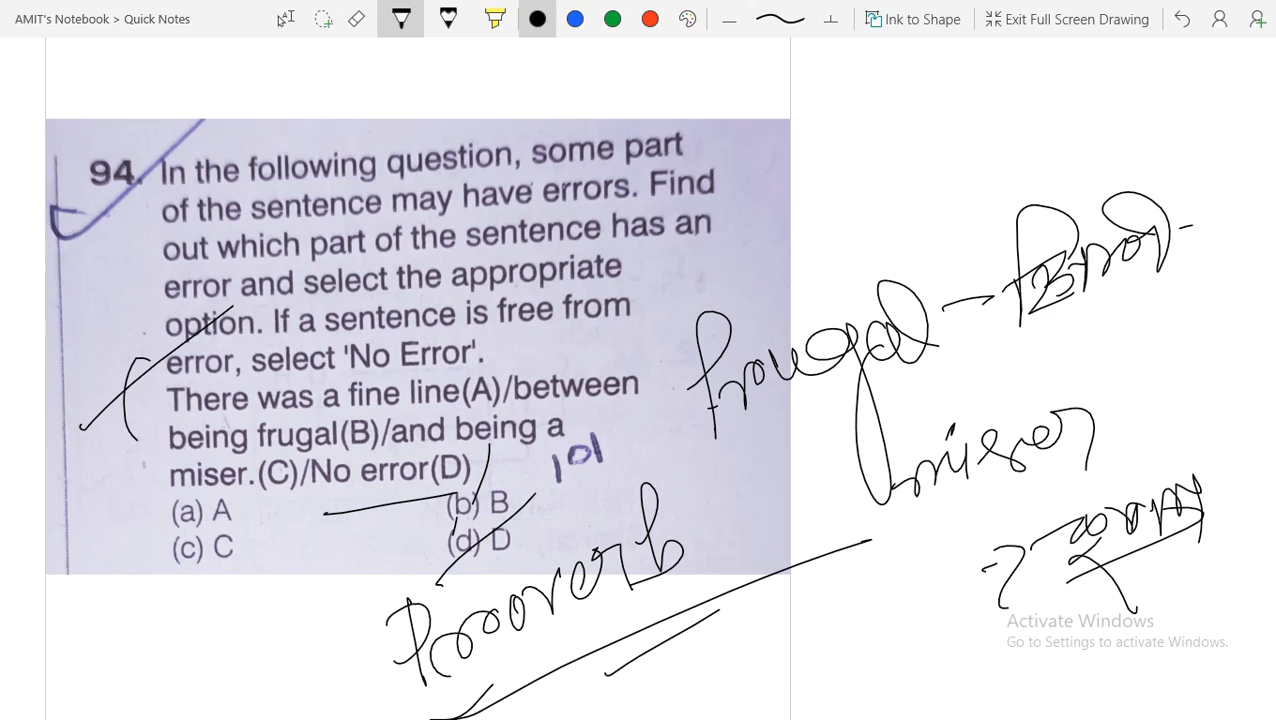 AMIT's Notebook > Quick Notes
Ink to Shape
Exit Full Screen Drawing
94. In the following question, some part
of the sentence may have errors. Find
out which part of the sentence has an
error and select the appropriate
option. If a sentence is free from
error, select 'No Error'.
There was a fine line(A)/between
being frugal(B)/and being a
miser.(C)/No error(D)
(a) A
(b) B
(c) C
(d) D
101
frugal
miser
Proverb
Activate Windows
Go to Settings to activate Windows.